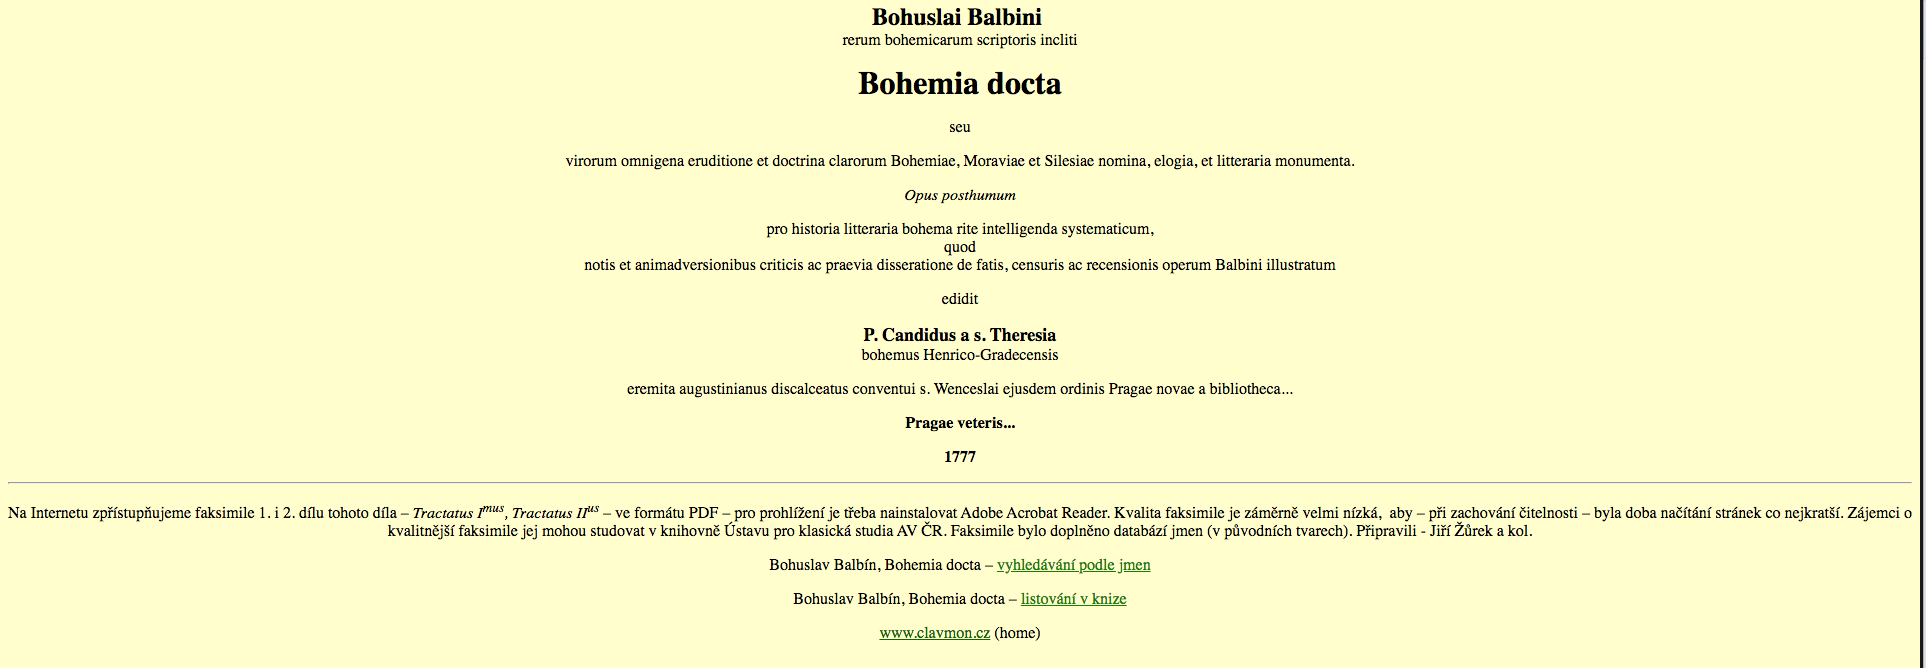 Bohuslai Balbini
rerum bohemicarum scriptoris incliti
Bohemia docta
seu
virorum omnigena eruditione et doctrina clarorum Bohemiae, Moraviae et Silesiae nomina, elogia, et litteraria monumenta.
Opus posthumum
pro historia litteraria bohema rite intelligenda systematicum,
quod
notis et animadversionibus criticis ac praevia disseratione de fatis, censuris ac recensionis operum Balbini illustratum
edidit
P. Candidus a s. Theresia
bohemus Henrico-Gradecensis
eremita augustinianus discalceatus conventui s. Wenceslai ejusdem ordinis Pragae novae a bibliotheca...
Pragae veteris...
1777
Na Internetu zpřístupňujeme faksimile 1. i 2. dílu tohoto díla – Tractatus Imus, Tractatus IIus – ve formátu PDF – pro prohlížení je třeba nainstalovat Adobe Acrobat Reader. Kvalita faksimile je záměrně velmi nízká, aby – při zachování čitelnosti – byla doba načítání stránek co nejkratší. Zájemci o
kvalitnější faksimile jej mohou studovat v knihovně Ústavu pro klasická studia AV ČR. Faksimile bylo doplněno databází jmen (v původních tvarech). Připravili - Jiří Žůrek a kol.
Bohuslav Balbín, Bohemia docta – vyhledávání podle jmen
Bohuslav Balbín, Bohemia docta – listování v knize
www.clavmon.cz (home)